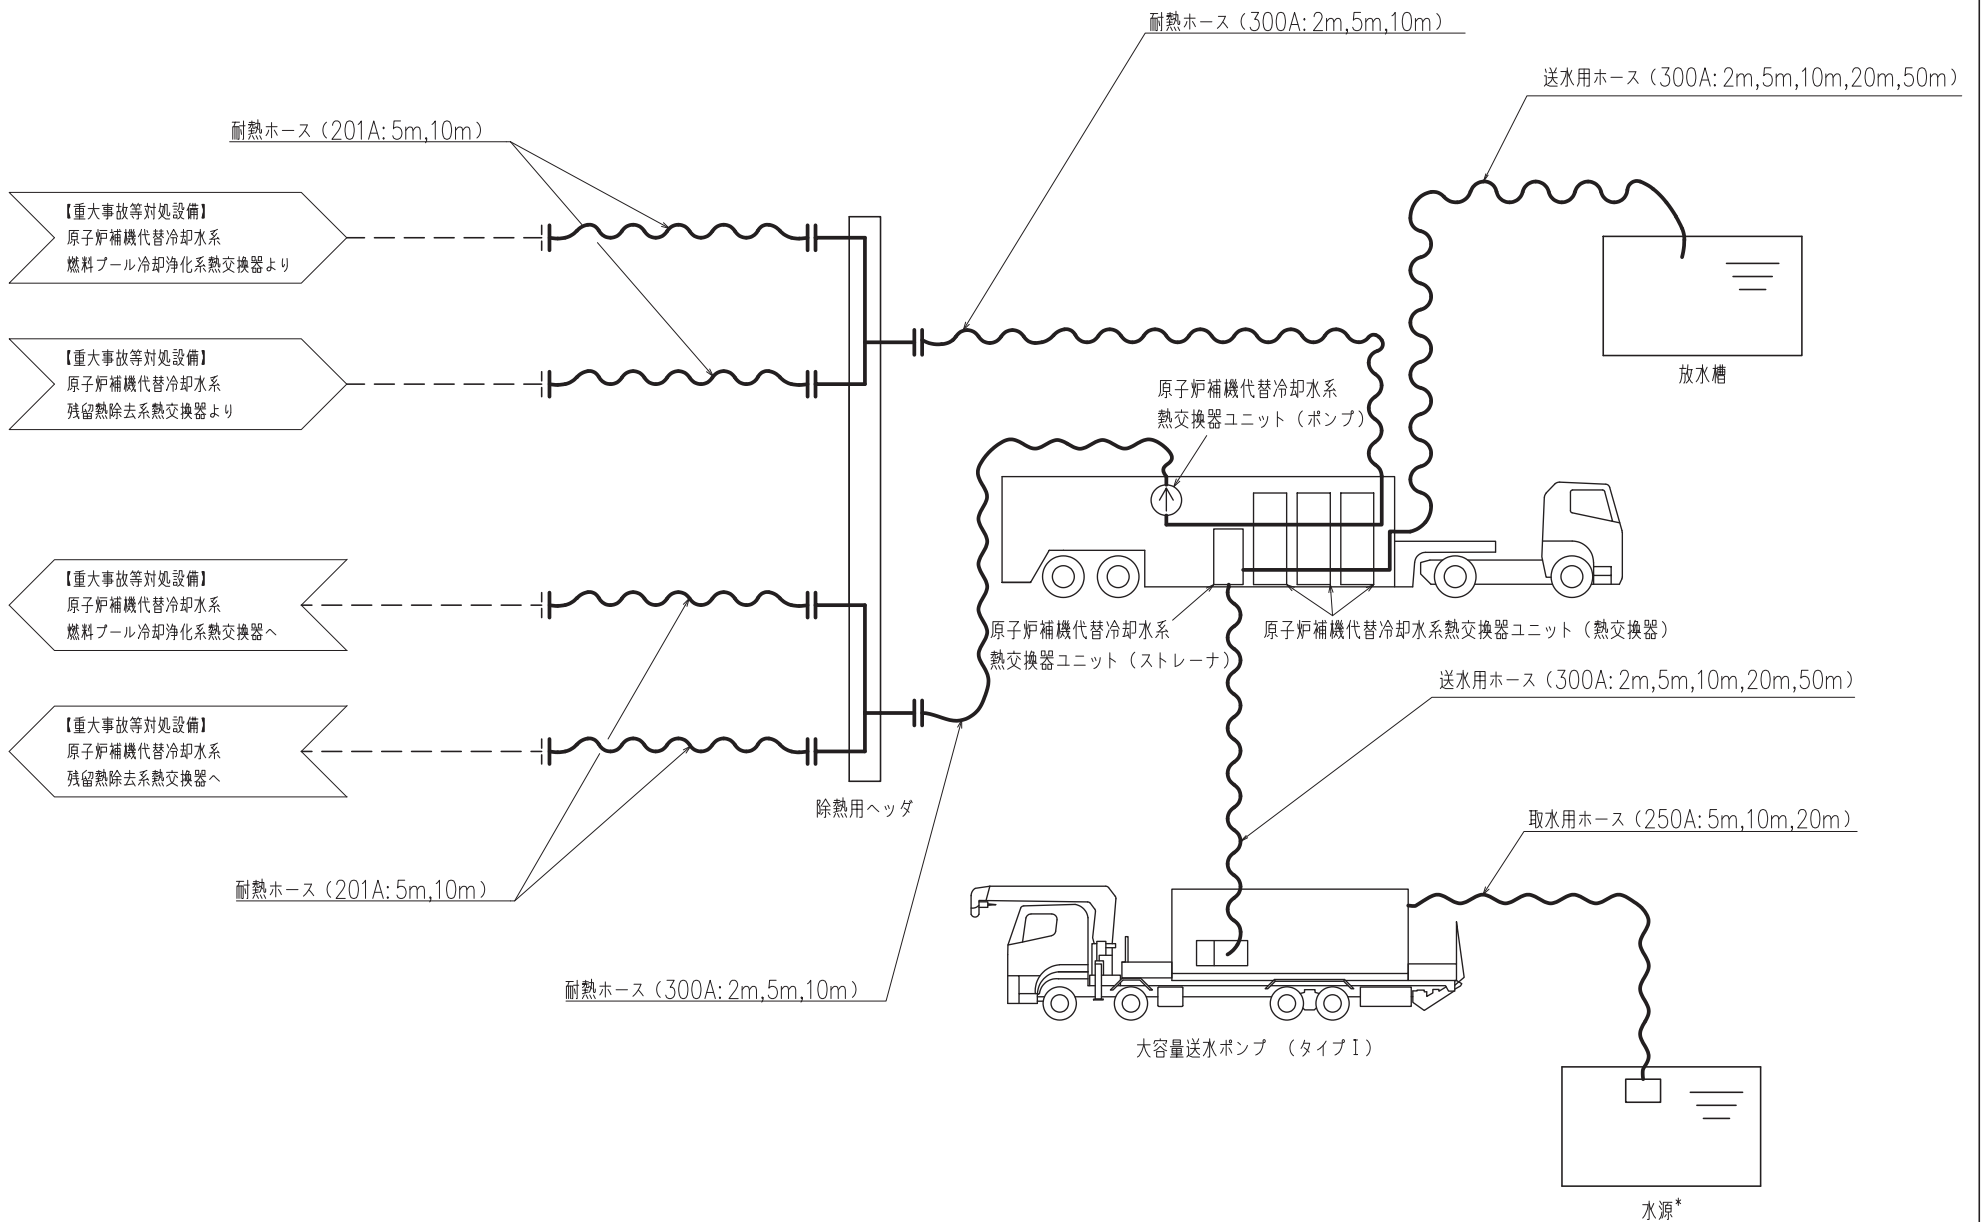 耐熱ホース（300A: 2m,5m,10m）
送水用ホース（300A: 2m,5m,10m,20m,50m）
耐熱ホース（201A: 5m,10m）
【重大事故等対処設備】
原子炉補機代替冷却水系
燃料プール冷却浄化系熱交換器より
【重大事故等対処設備】
原子炉補機代替冷却水系
残留熱除去系熱交換器より
放水槽
原子炉補機代替冷却水系
熱交換器ユニット（ポンプ）
【重大事故等対処設備】
原子炉補機代替冷却水系
燃料プール冷却浄化系熱交換器へ
原子炉補機代替冷却水系
熱交換器ユニット（ストレーナ）
原子炉補機代替冷却水系熱交換器ユニット（熱交換器）
送水用ホース（300A: 2m,5m,10m,20m,50m）
【重大事故等対処設備】
原子炉補機代替冷却水系
残留熱除去系熱交換器へ
除熱用ヘッダ
取水用ホース（250A: 5m,10m,20m）
耐熱ホース（201A: 5m,10m）
耐熱ホース（300A: 2m,5m,10m）
大容量送水ポンプ （タイプⅠ）
水源*